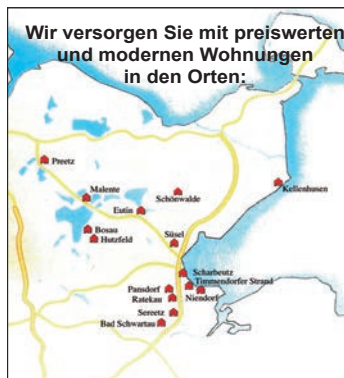 Wir versorgen Sie mit preiswerten
und modernen Wohnungen
in den Orten:
Preetz
Malente
Schönwalde
Kellenhusen
Eutin
Bosau
Hutzfeld
Süsel
Scharbeutz
Timmendorfer Strand
Pansdorf
Niendorf
Ratekau
Sereetz
Bad Schwartau